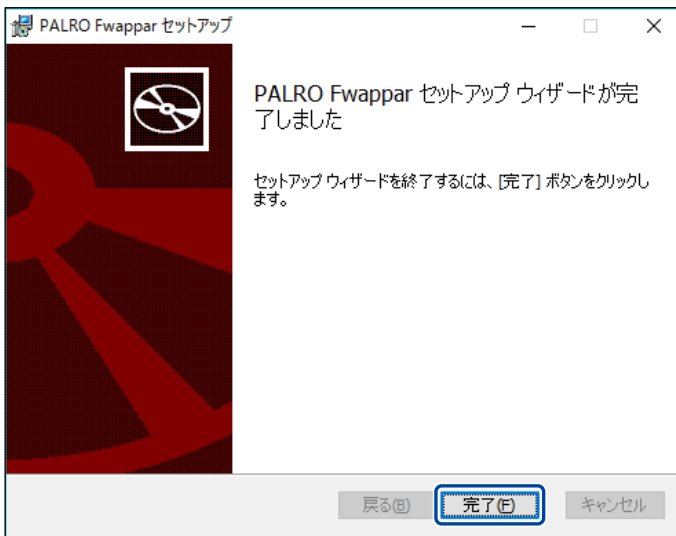 PALRO Fwappar セットアップ
PALRO Fwappar セットアップ ウィザードが完
了しました
セットアップ ウィザードを終了するには、[完了] ボタンをクリックし
ます。
戻る(B) 完了(F) キャンセル